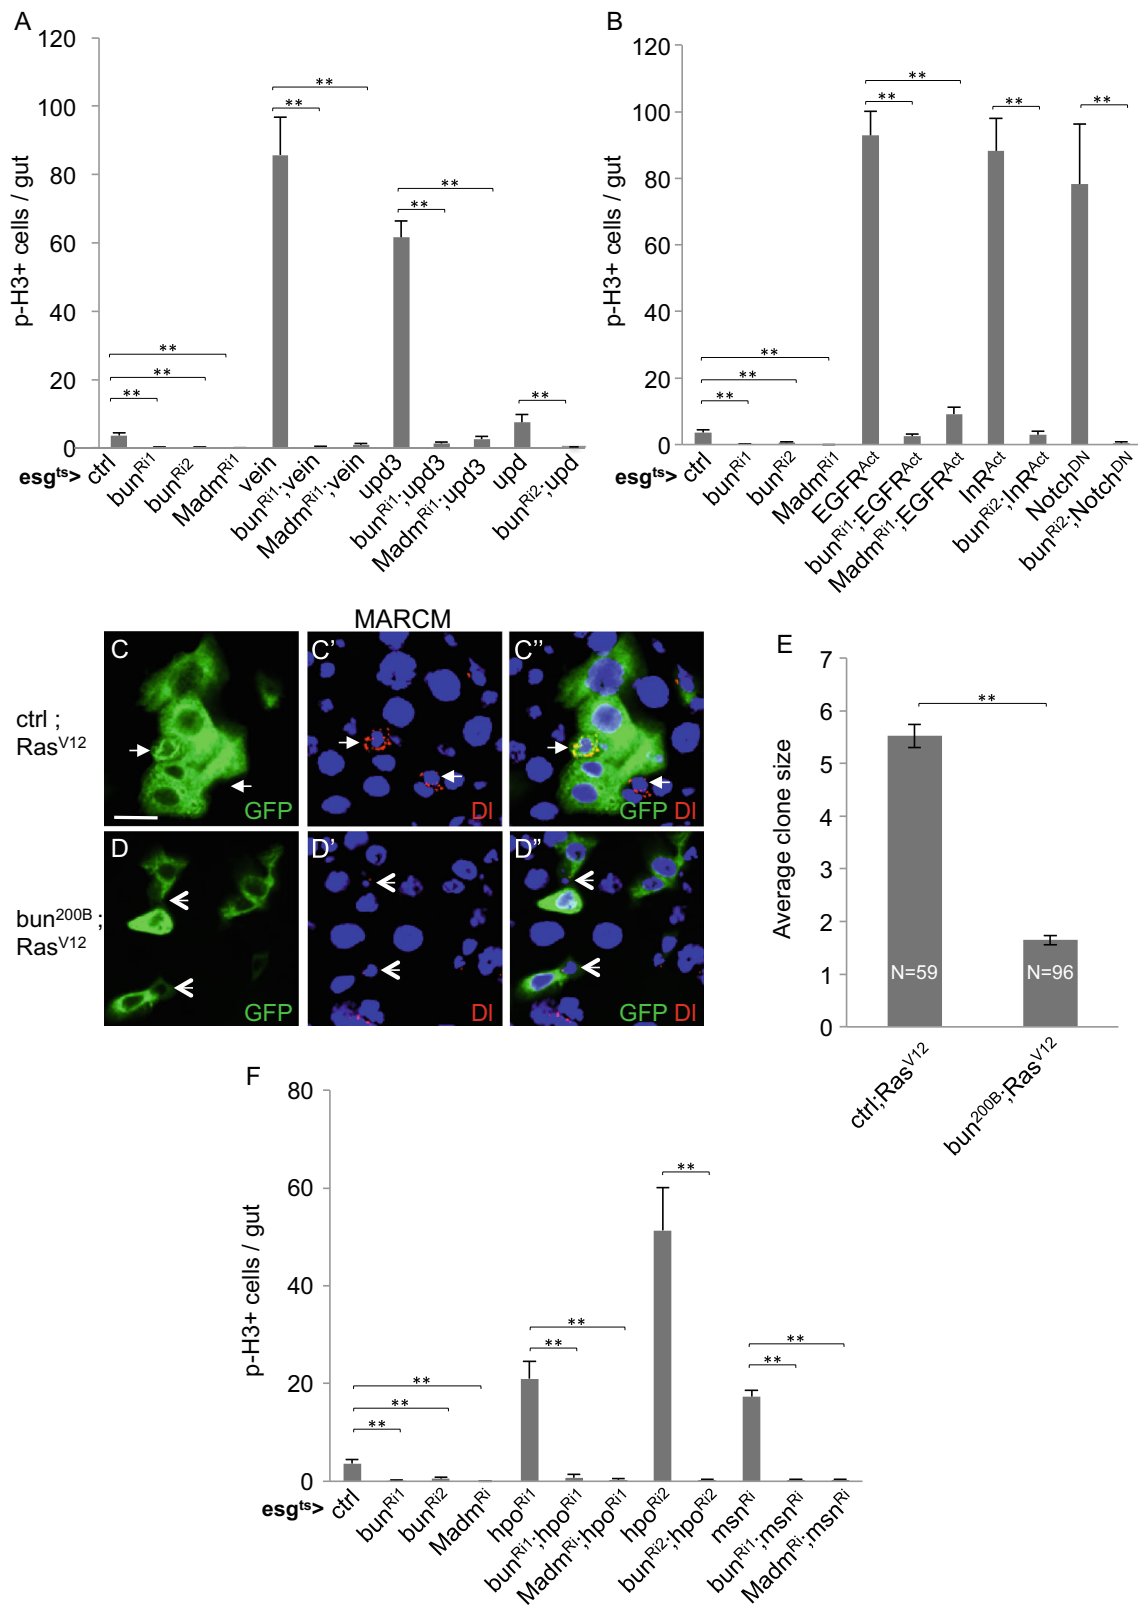 A
p-H3+ cells / gut
120
100
80
60
40
20
0
** ** ** ** ** ** ** **
esgts>
ctrl
bunRi1
bunRi2
MadmRi1
vein
bunRi1;vein
MadmRi1;vein
upd3
bunRi1;upd3
MadmRi1;upd3
upd
bunRi2;upd
B
p-H3+ cells / gut
120
100
80
60
40
20
0
** ** ** ** ** ** **
esgts>
ctrl
bunRi1
bunRi2
MadmRi1
EGFRAct
bunRi1;EGFRAct
MadmRi1;EGFRAct
InRAct
bunRi2;InRAct
NotchDN
bunRi2;NotchDN
MARCM
ctrl ;
RasV12
C
GFP
C'
Dl
C''
GFP Dl
bun200B ;
RasV12
D
GFP
D'
Dl
D''
GFP Dl
E
Average clone size
7
6
5
4
3
2
1
0
**
N=59
N=96
ctrl;RasV12
bun200B;RasV12
F
p-H3+ cells / gut
80
60
40
20
0
** ** ** ** ** ** ** **
esgts>
ctrl
bunRi1
bunRi2
MadmRi
hpoRi1
bunRi1;hpoRi1
MadmRi;hpoRi1
hpoRi2
bunRi2;hpoRi2
msnRi
bunRi1;msnRi
MadmRi;msnRi